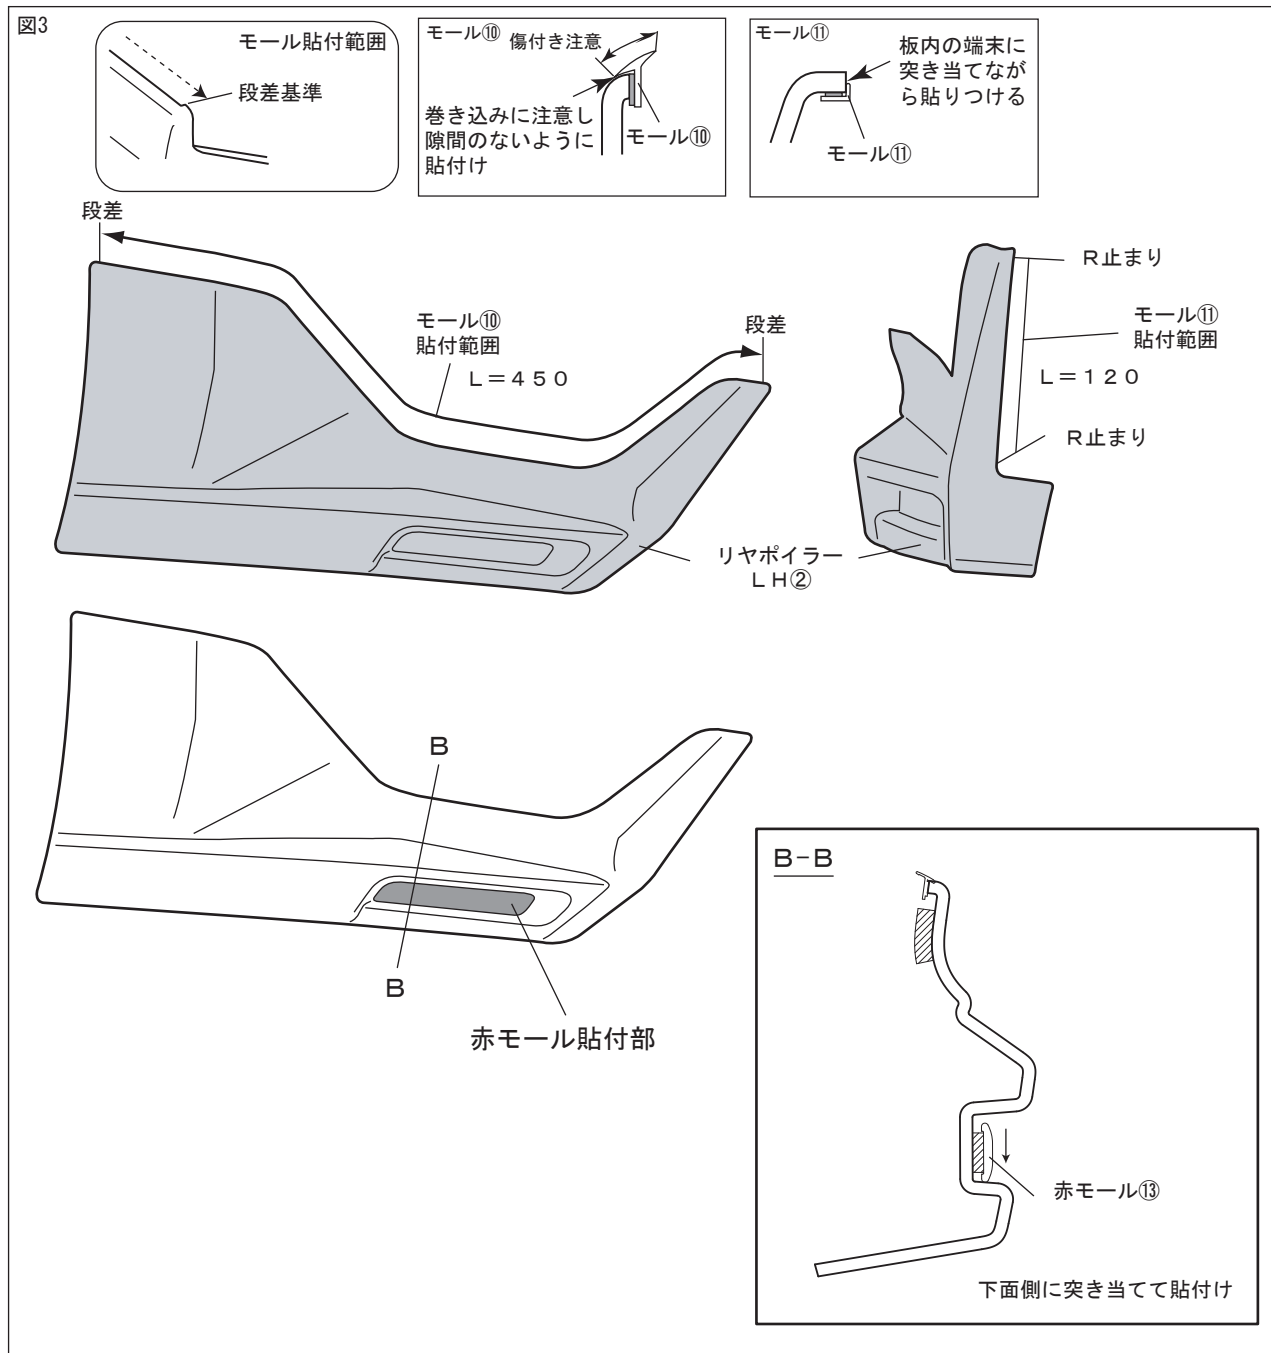 図3
モール貼付範囲
段差基準
モール⑩
傷付き注意
巻き込みに注意し
隙間のないように
貼付け
モール⑩
モール⑪
板内の端末に
突き当てなが
ら貼りつける
モール⑪
段差
モール⑩
貼付範囲
L=450
段差
R止まり
モール⑪
貼付範囲
L=120
R止まり
リヤポイラー
LH②
B
B
赤モール貼付部
B-B
赤モール⑬
下面側に突き当てて貼付け